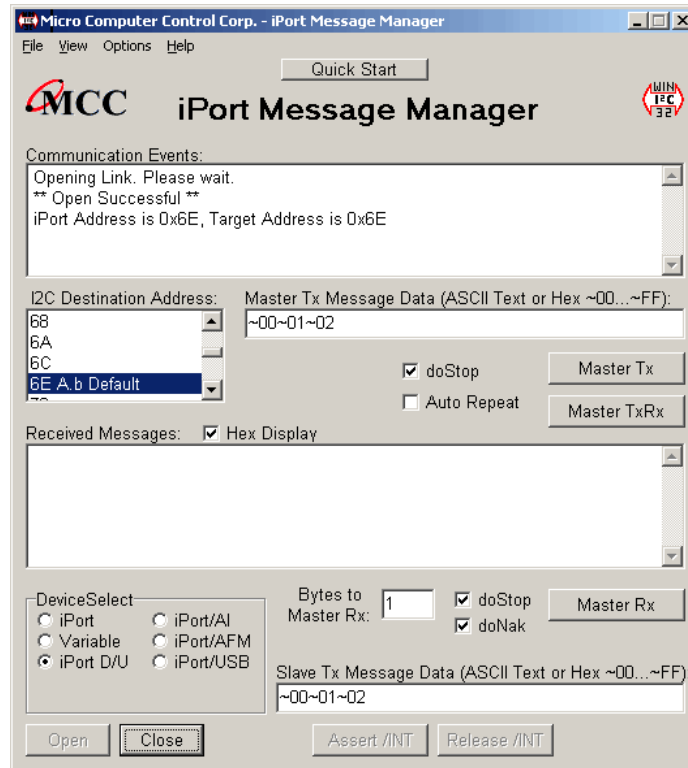 Micro Computer Control Corp. - iPort Message Manager
File View Options Help
Quick Start
MCC iPort Message Manager
WIN
I²C
32
Communication Events:
Opening Link. Please wait.
** Open Successful **
iPort Address is 0x6E, Target Address is 0x6E
I2C Destination Address: Master Tx Message Data (ASCII Text or Hex ~00...~FF):
68
~00~01~02
6A
6C
6E A.b Default
doStop Master Tx
Auto Repeat Master TxRx
Received Messages: Hex Display
DeviceSelect
iPort iPort/AI
Variable iPort/AFM
iPort D/U iPort/USB
Bytes to
Master Rx: 1
doStop
doNak
Master Rx
Slave Tx Message Data (ASCII Text or Hex ~00...~FF)
~00~01~02
Open Close Assert /INT Release /INT